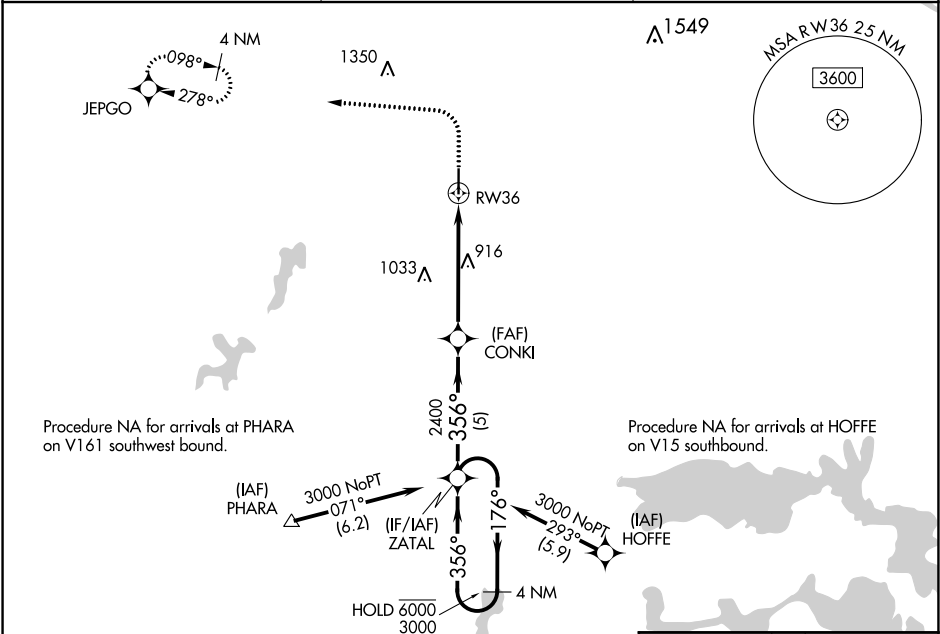 4 NM
098°
278°
JEPGO
1350
1549
MSA RW36 25 NM
3600
RW36
1033
916
(FAF)
CONKI
2400
356°
(5)
Procedure NA for arrivals at PHARA
on V161 southwest bound.
Procedure NA for arrivals at HOFFE
on V15 southbound.
(IAF)
PHARA
3000 NoPT
071°
(6.2)
(IF/IAF)
ZATAL
3000 NoPT
293°
(5.9)
(IAF)
HOFFE
356°
176°
4 NM
HOLD 6000
3000